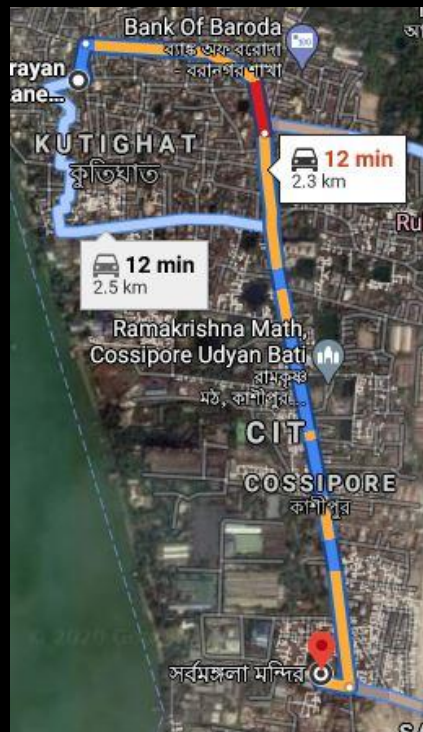 Bank Of Baroda
ব্যাঙ্ক অফ বরোদা
- বরানগর শাখা
rayan
ane...
KUTIGHAT
কুতিঘাত
12 min
2.3 km
Ru
12 min
2.5 km
Ramakrishna Math,
Cossipore Udyan Bati
রামকৃষ্ণ
মঠ, কাশীপুর...
CIT
COSSIPORE
কাশীপুর
সর্বমঙ্গলা মন্দির